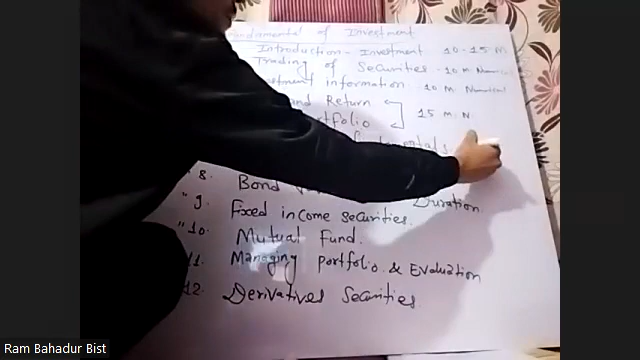 Fundamental of Investment
Introduction - Investment 10-15 M
Trading of Securities - 10 M Numerical
information. 10 M Numerical
and Return
15 M. N.
"8. Bond
Duration
"9. Fixed income securities.
"10. Mutual Fund.
11. Managing portfolio & Evaluation
12. Derivatives Securities.
Ram Bahadur Bist